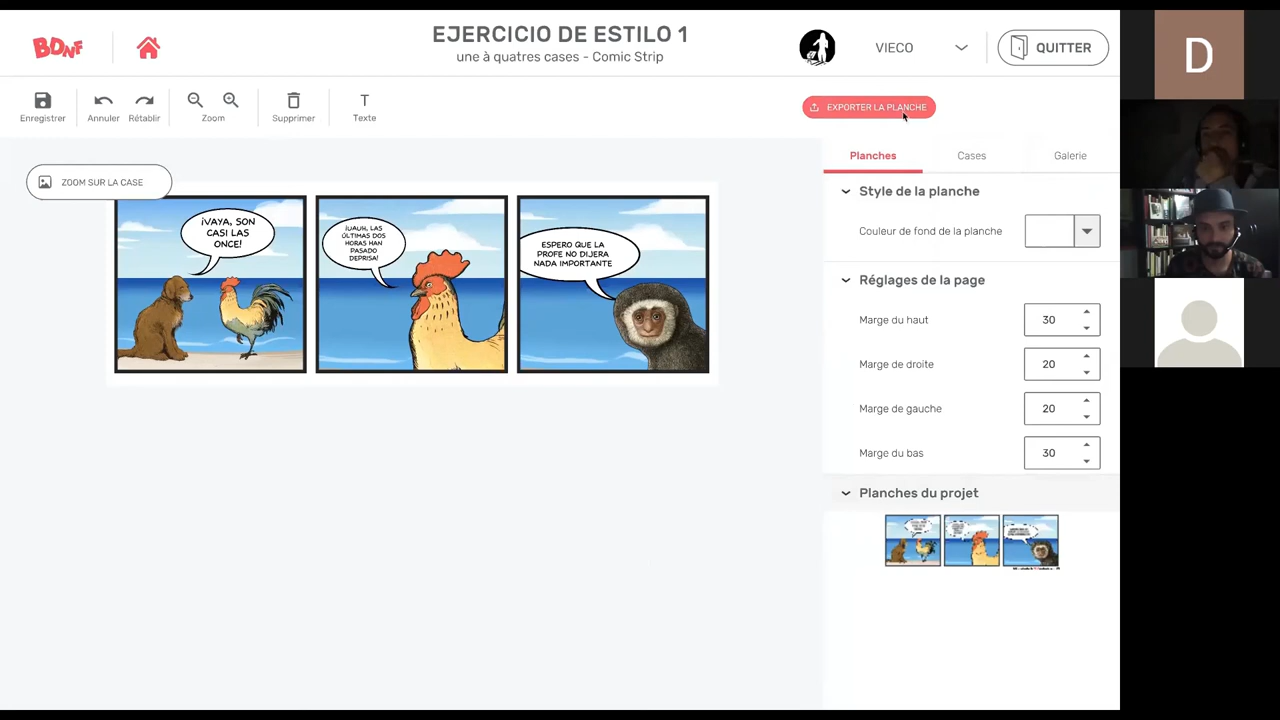 BDNF
EJERCICIO DE ESTILO 1
une à quatres cases - Comic Strip
VIECO
QUITTER
D
Enregistrer
Annuler
Rétablir
Zoom
Supprimer
T
Texte
EXPORTER LA PLANCHE
ZOOM SUR LA CASE
¡VAYA, SON
CASI LAS
ONCE!
¡UAUH, LAS
ÚLTIMAS DOS
HORAS HAN
PASADO
DEPRISA!
ESPERO QUE LA
PROFE NO DIJERA
NADA IMPORTANTE
Planches
Cases
Galerie
Style de la planche
Couleur de fond de la planche
Réglages de la page
Marge du haut
30
Marge de droite
20
Marge de gauche
20
Marge du bas
30
Planches du projet